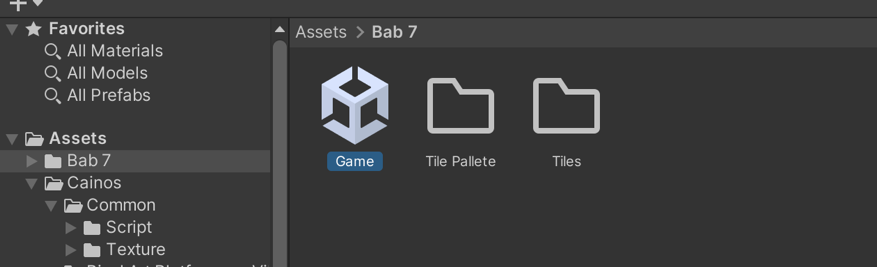 Favorites
All Materials
All Models
All Prefabs
Assets
Bab 7
Cainos
Common
Script
Texture
Assets > Bab 7
Game
Tile Pallete
Tiles